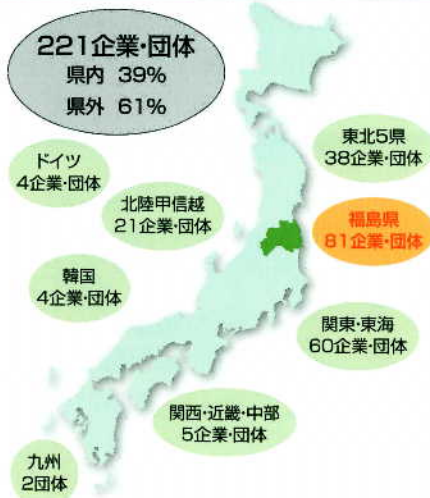 221企業・団体
県内 39%
県外 61%
ドイツ
4企業・団体
東北5県
38企業・団体
北陸甲信越
21企業・団体
福島県
81企業・団体
韓国
4企業・団体
関東・東海
60企業・団体
関西・近畿・中部
5企業・団体
九州
2団体